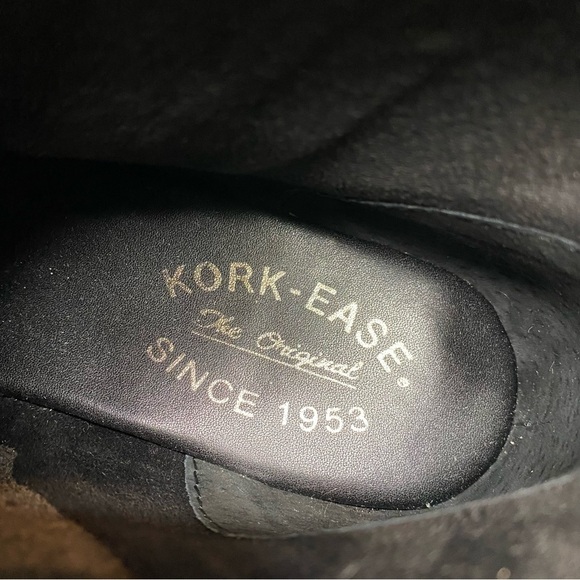 KORK-EASE®
The Original
SINCE 1953